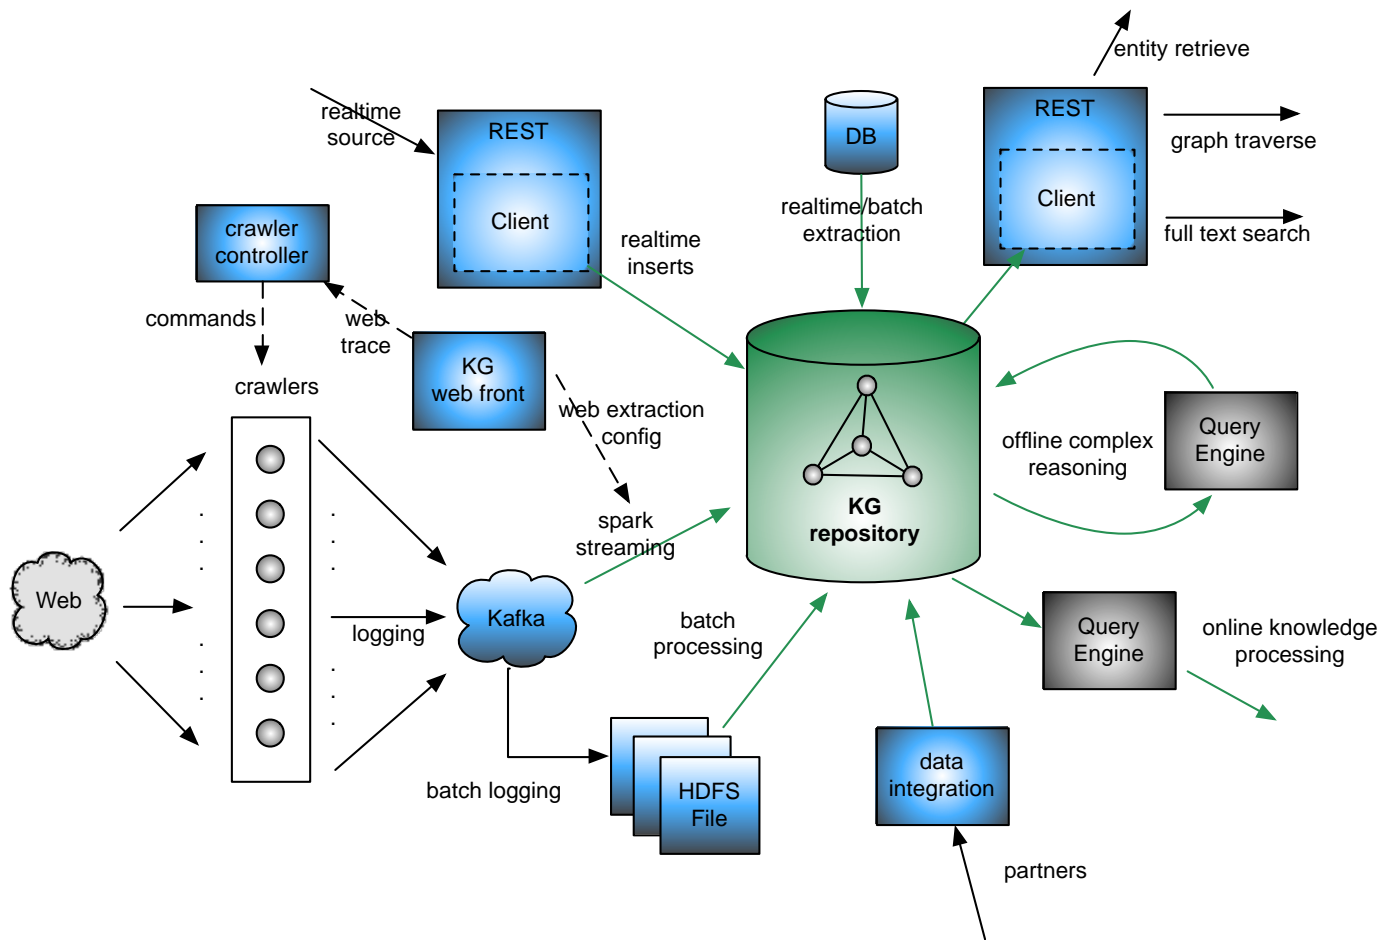 entity retrieve
realtime
source
REST
Client
DB
REST
Client
graph traverse
full text search
realtime/batch
extraction
crawler
controller
realtime
inserts
commands
web
trace
KG
web front
crawlers
web extraction
config
spark
streaming
KG
repository
offline complex
reasoning
Query
Engine
Web
logging
Kafka
batch
processing
Query
Engine
online knowledge
processing
batch logging
HDFS
File
data
integration
partners